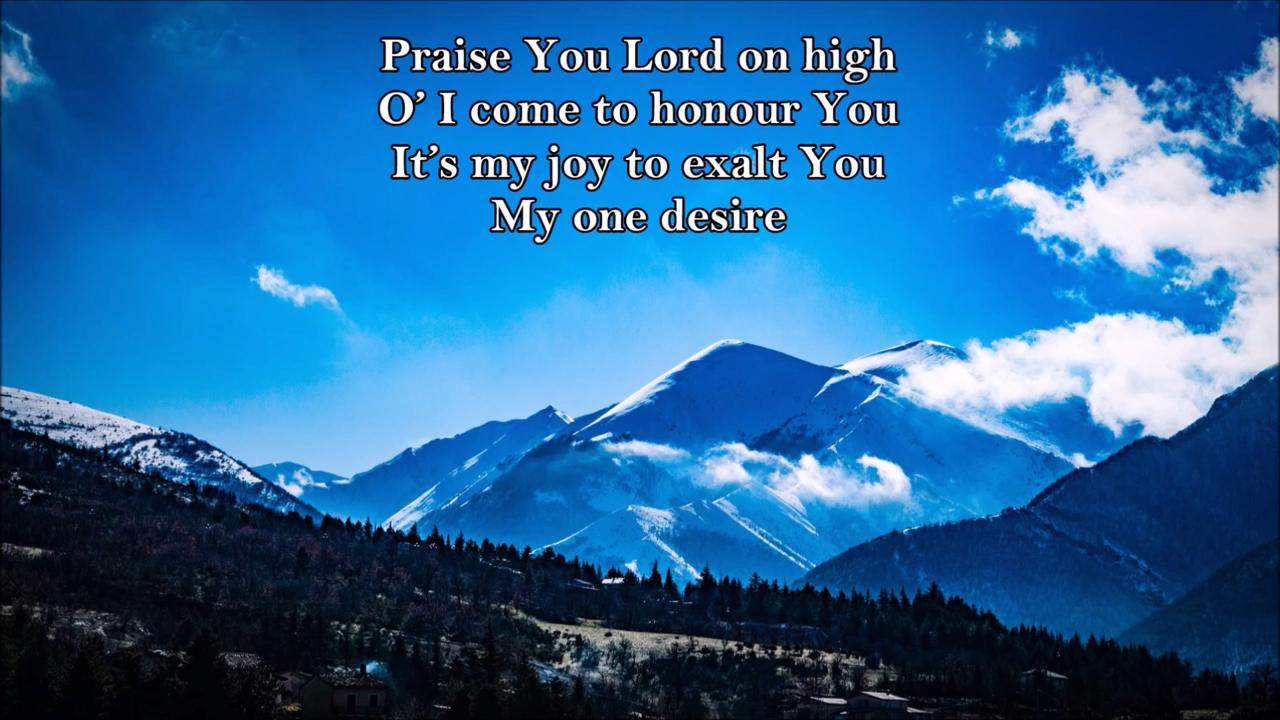 Praise You Lord on high
O’ I come to honour You
It’s my joy to exalt You
My one desire